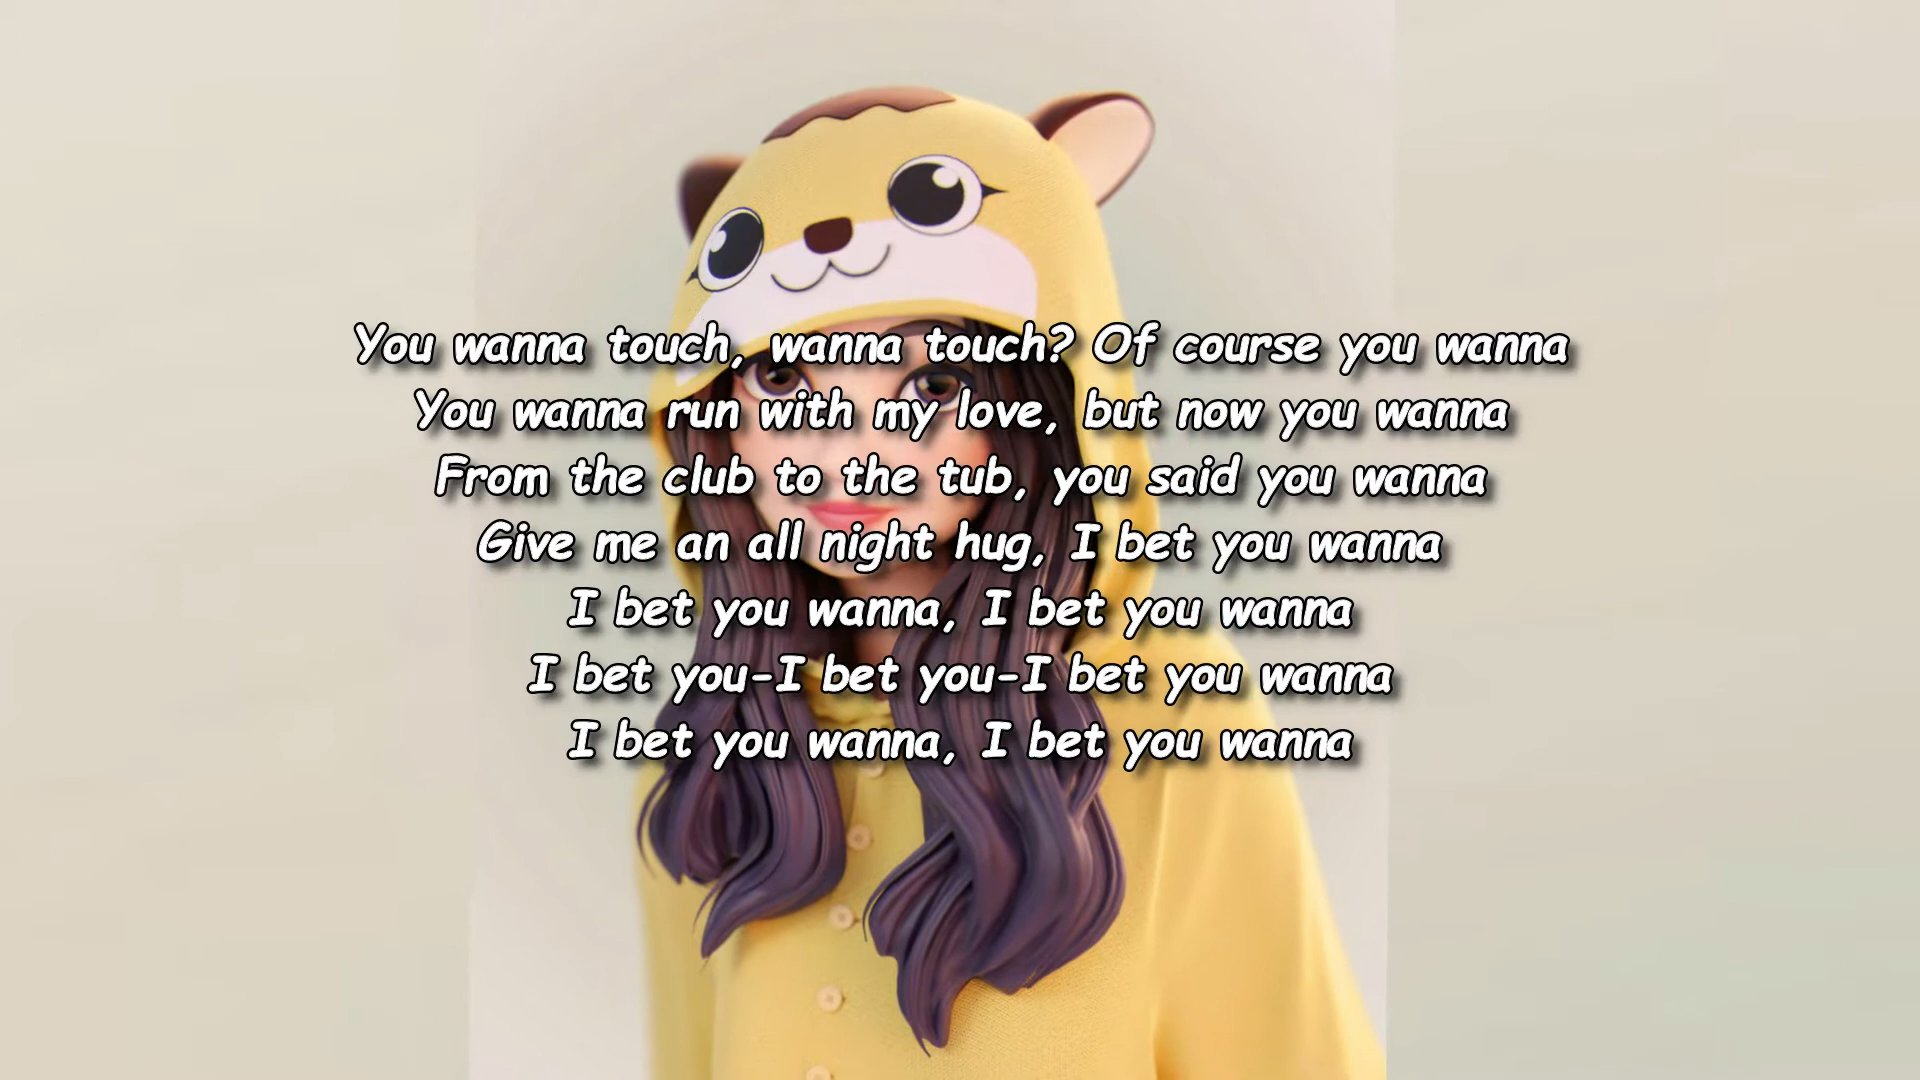 You wanna touch, wanna touch? Of course you wanna
You wanna run with my love, but now you wanna
From the club to the tub, you said you wanna
Give me an all night hug, I bet you wanna
I bet you wanna, I bet you wanna
I bet you-I bet you-I bet you wanna
I bet you wanna, I bet you wanna